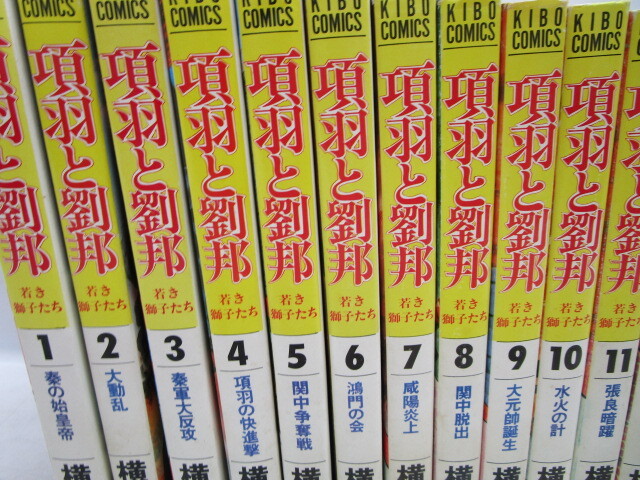 COMICS
項羽と劉邦
若き
獅子たち
1
秦の始皇帝
横
COMICS
項羽と劉邦
若き
獅子たち
2
大動乱
横
KIBO
COMICS
項羽と劉邦
若き
獅子たち
3
秦軍大反攻
横
KIBO
COMICS
項羽と劉邦
若き
獅子たち
4
項羽の快進撃
横
KIBO
COMICS
項羽と劉邦
若き
獅子たち
5
関中争奪戦
横
KIBO
COMICS
項羽と劉邦
若き
獅子たち
6
鴻門の会
横
KIBO
COMICS
項羽と劉邦
若き
獅子たち
7
咸陽炎上
横
KIBO
COMICS
項羽と劉邦
若き
獅子たち
8
関中脱出
横
KIBO
COMICS
項羽と劉邦
若き
獅子たち
9
大元帥誕生
横
KIBO
COMICS
項羽と劉邦
若き
獅子たち
10
水火の計
横
KIBO
COMICS
項羽と劉邦
若き
獅子たち
11
張良暗躍
横